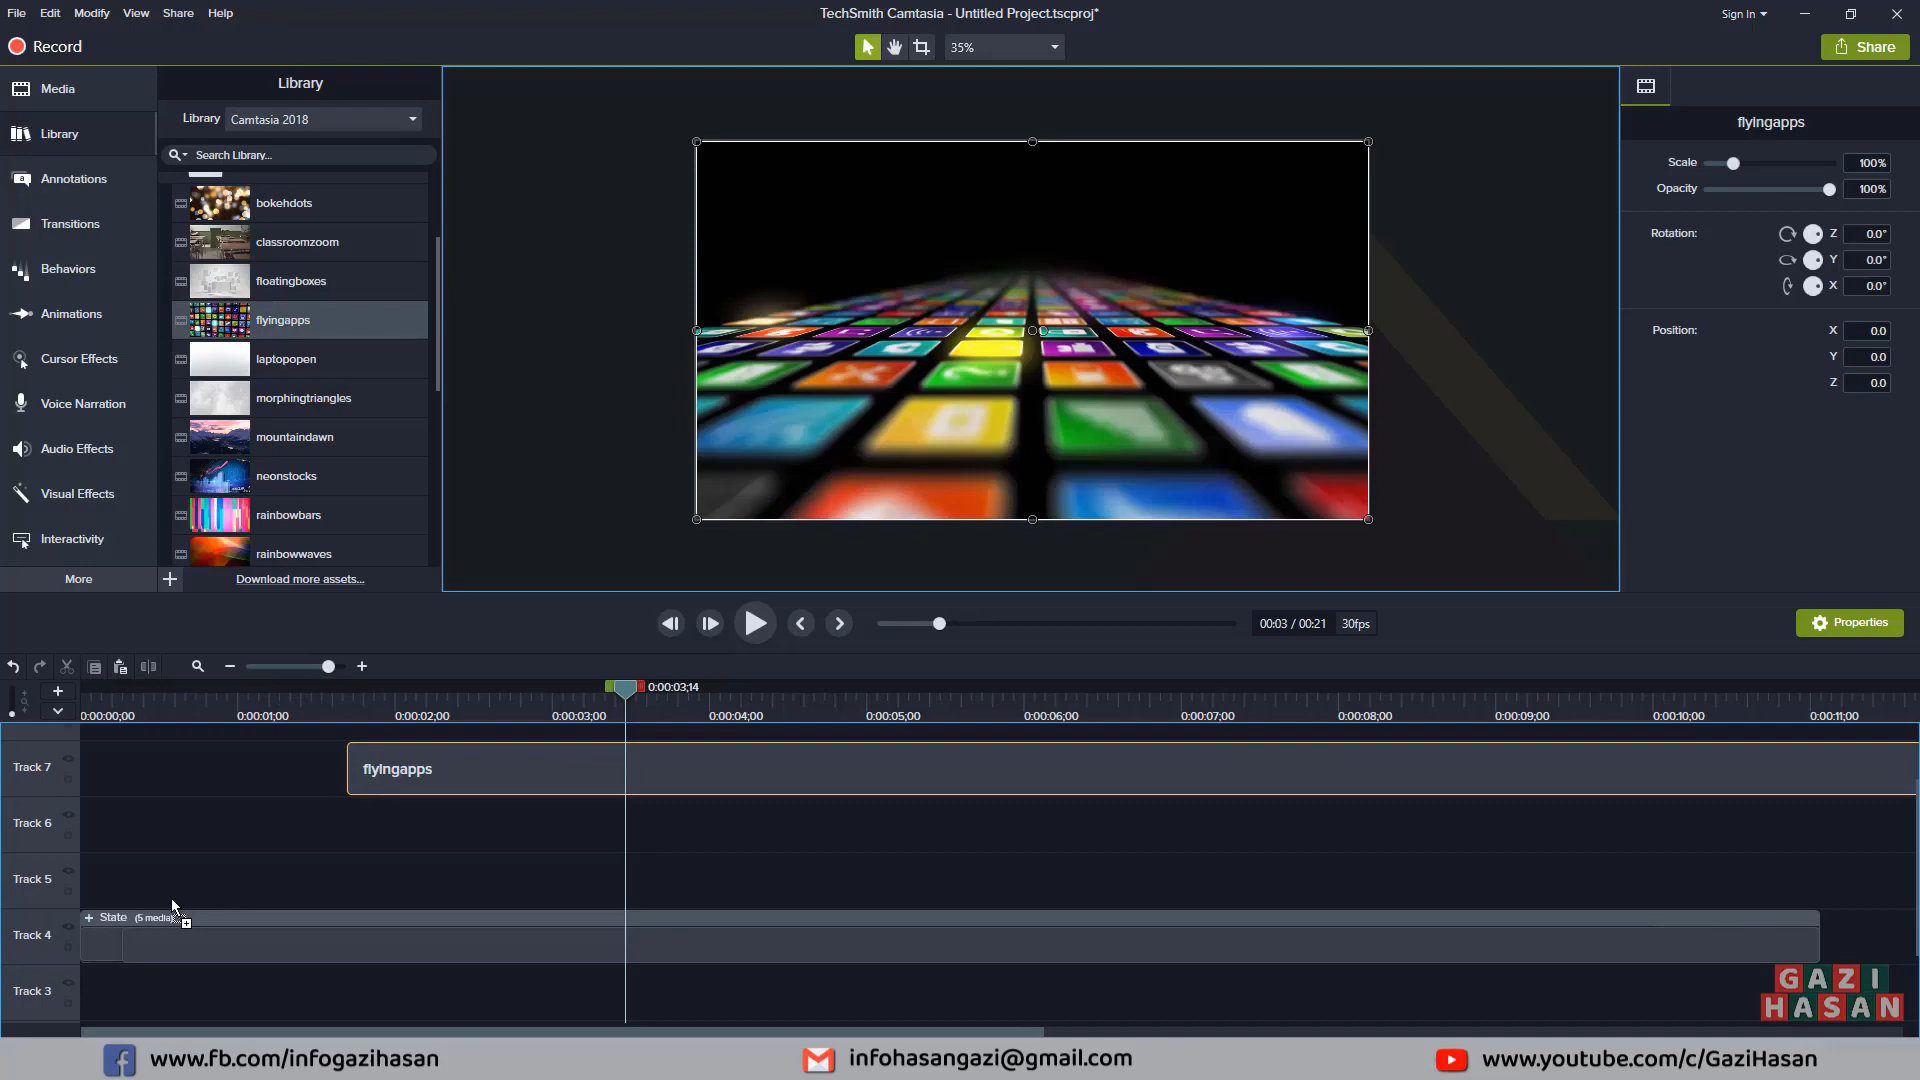 File Edit Modify View Share Help
TechSmith Camtasia - Untitled Project.tscproj*
Sign In
Record
35%
Share
Media
Library
Annotations
Transitions
Behaviors
Animations
Cursor Effects
Voice Narration
Audio Effects
Visual Effects
Interactivity
More
Library
Library Camtasia 2018
Search Library...
bokehdots
classroomzoom
floatingboxes
flyingapps
laptopopen
morphingtriangles
mountaindawn
neonstocks
rainbowbars
rainbowwaves
Download more assets...
flyingapps
Scale 100%
Opacity 100%
Rotation: Z 0.0°
Y 0.0°
X 0.0°
Position: X 0.0
Y 0.0
Z 0.0
00:03 / 00:21 30fps
Properties
0:00:03;14
0:00:00;00 0:00:01;00 0:00:02;00 0:00:03;00 0:00:04;00 0:00:05;00 0:00:06;00 0:00:07;00 0:00:08;00 0:00:09;00 0:00:10;00 0:00:11;00
Track 7 flyingapps
Track 6
Track 5
Track 4 + State (5 media)
Track 3
GAZI
HASAN
www.fb.com/infogazihasan infohasangazi@gmail.com www.youtube.com/c/GaziHasan